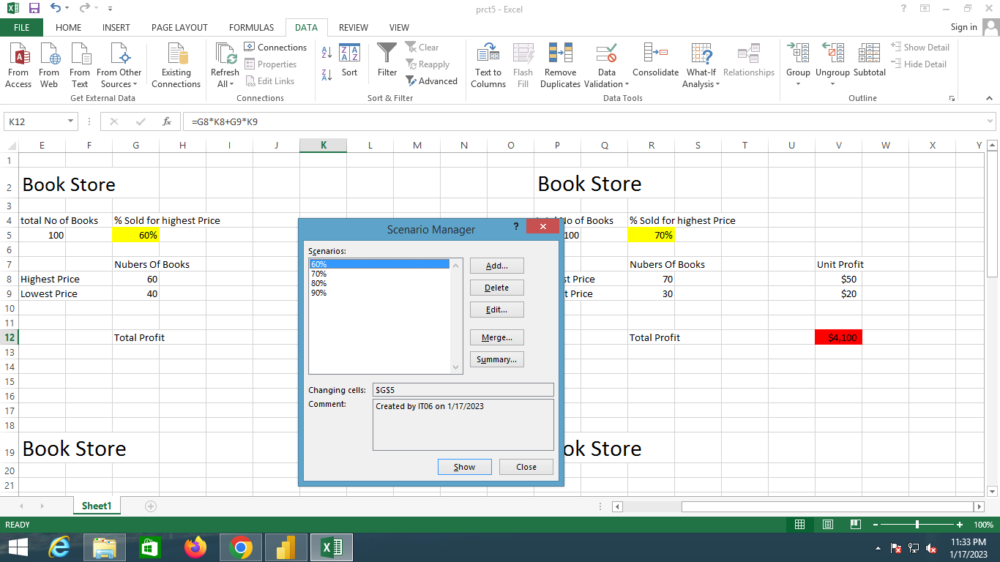 prct5 - Excel
FILE HOME INSERT PAGE LAYOUT FORMULAS DATA REVIEW VIEW Sign in
From Access
From Web
From Text
From Other Sources
Existing Connections
Get External Data
Refresh All
Connections
Properties
Edit Links
Connections
Sort
Filter
Clear
Reapply
Advanced
Sort & Filter
Text to Columns
Flash Fill
Remove Duplicates
Data Validation
Consolidate
What-If Analysis
Relationships
Data Tools
Group
Ungroup
Subtotal
Show Detail
Hide Detail
Outline
K12 fx =G8*K8+G9*K9
E F G H I J K L M N O P Q R S T U V W X Y
1
2 Book Store Book Store
3
4 total No of Books % Sold for highest Price No of Books % Sold for highest Price
5 100 60% 100 70%
6
7 Nubers Of Books Nubers Of Books Unit Profit
8 Highest Price 60 Price 70 $50
9 Lowest Price 40 Price 30 $20
10
11
12 Total Profit Total Profit $4,100
13
14
15
16
17
18
19 Book Store Store
20
21
Scenario Manager
?
Scenarios:
60%
70%
80%
90%
Add...
Delete
Edit...
Merge...
Summary...
Changing cells: $G$5
Comment: Created by IT06 on 1/17/2023
Show Close
Sheet1
READY 100%
11:33 PM
1/17/2023